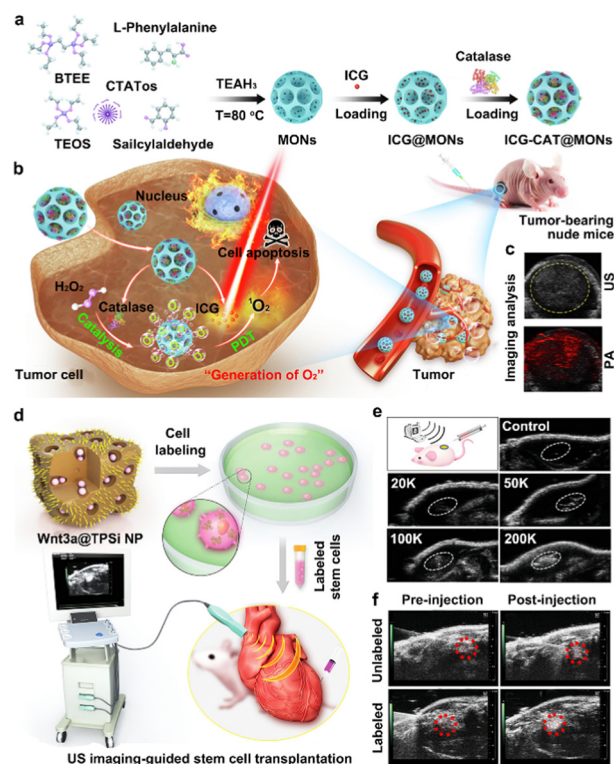 a
L-Phenylalanine
BTEE
CTATos
TEOS
Sailcylaldehyde
TEAH₃
T=80 °C
MONs
ICG
Loading
ICG@MONs
Catalase
Loading
ICG-CAT@MONs
b
Nucleus
Cell apoptosis
H₂O₂
Catalase
ICG
¹O₂
Catalysis
PDT
"Generation of O₂"
Tumor cell
Tumor
Tumor-bearing
nude mice
c
Imaging analysis
US
PA
d
Cell
labeling
Wnt3a@TPSi NP
Labeled
stem cells
US imaging-guided stem cell transplantation
e
Control
20K
50K
100K
200K
f
Pre-injection
Post-injection
Unlabeled
Labeled